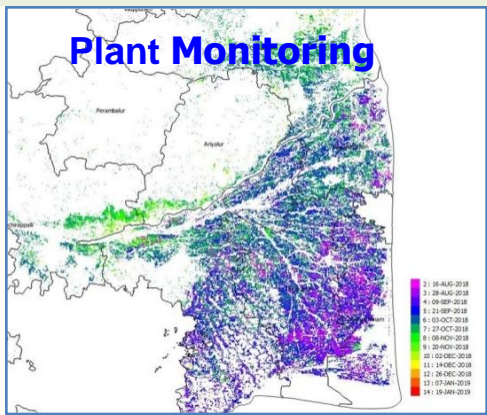 Plant Monitoring
Perambalur
Ariyalur
2 : 16-AUG-2018
3 : 28-AUG-2018
4 : 09-SEP-2018
5 : 21-SEP-2018
6 : 03-OCT-2018
7 : 27-OCT-2018
8 : 08-NOV-2018
9 : 20-NOV-2018
10 : 02-DEC-2018
11 : 14-DEC-2018
12 : 26-DEC-2018
13 : 07-JAN-2019
14 : 19-JAN-2019